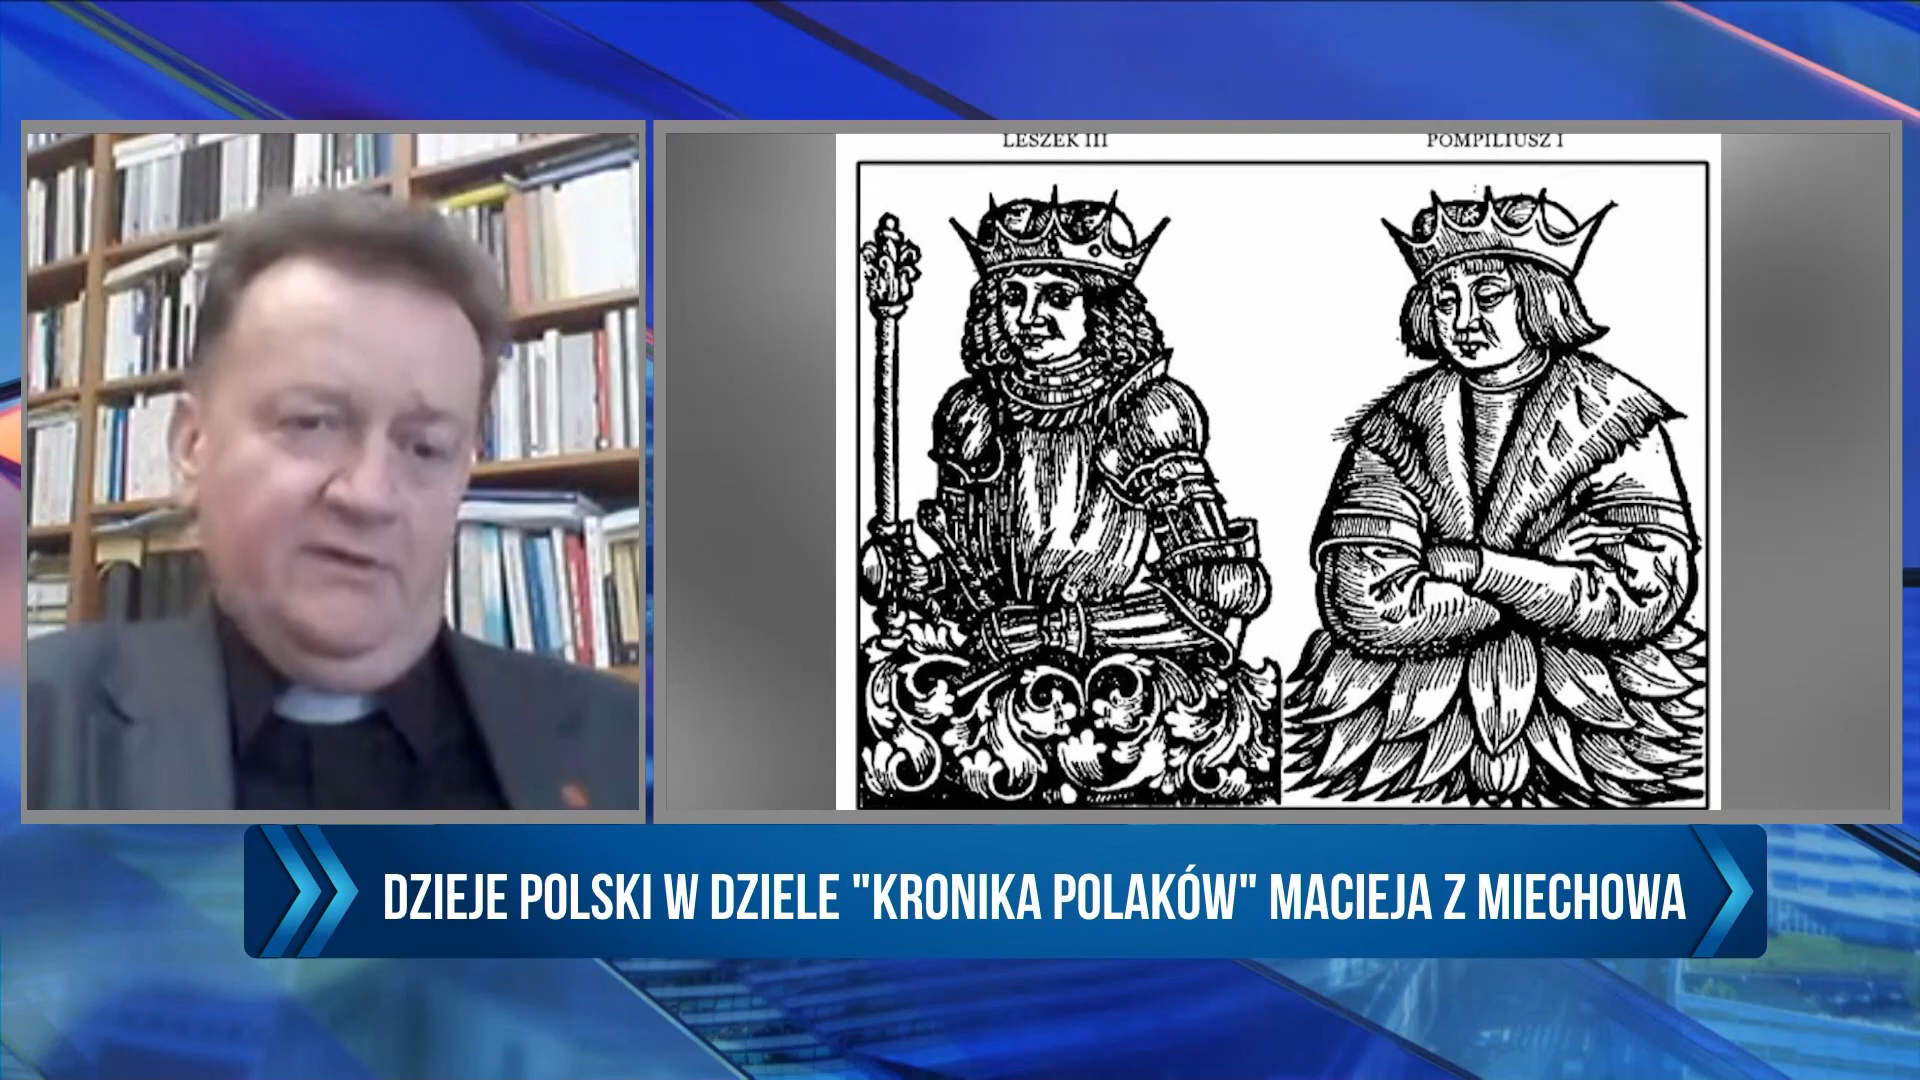 LESZEK III
POMPILIUSZ I
DZIEJE POLSKI W DZIELE "KRONIKA POLAKÓW" MACIEJA Z MIECHOWA